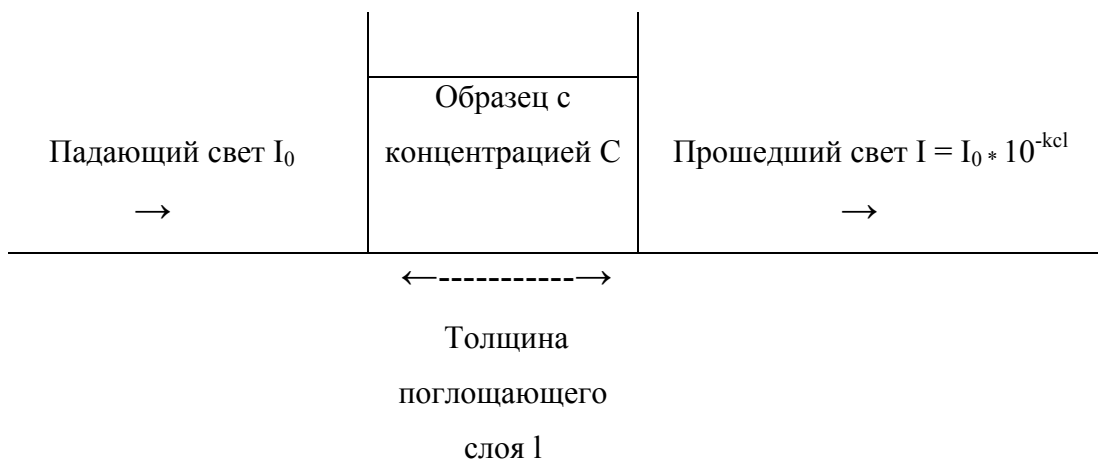 Образец с
Падающий свет I₀ концентрацией С Прошедший свет I = I₀ * 10⁻ᵏᶜˡ
→ →
←-----------→
Толщина
поглощающего
слоя l